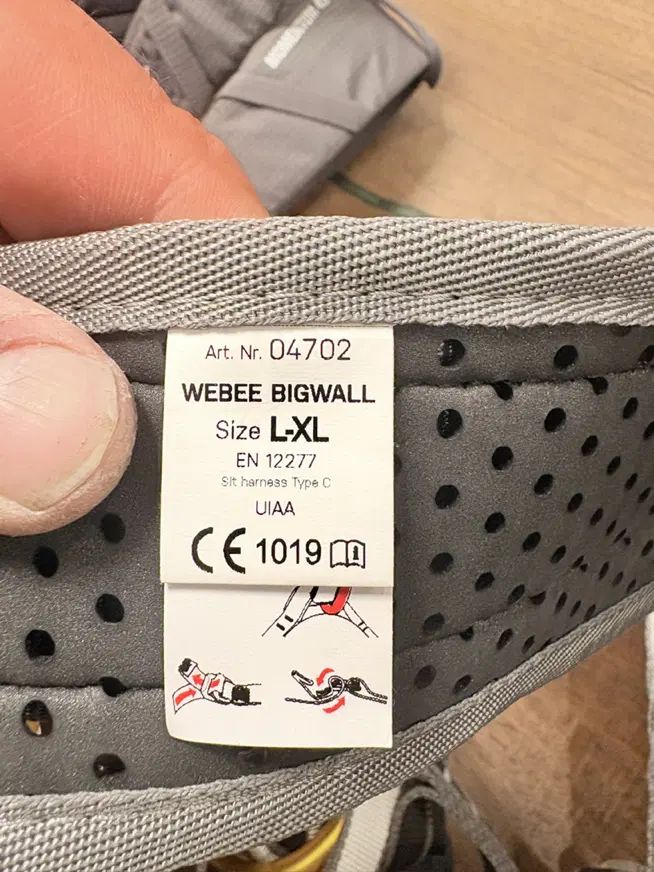 Art. Nr. 04702
WEBEE BIGWALL
Size L-XL
EN 12277
Sit harness Type C
UIAA
CE 1019